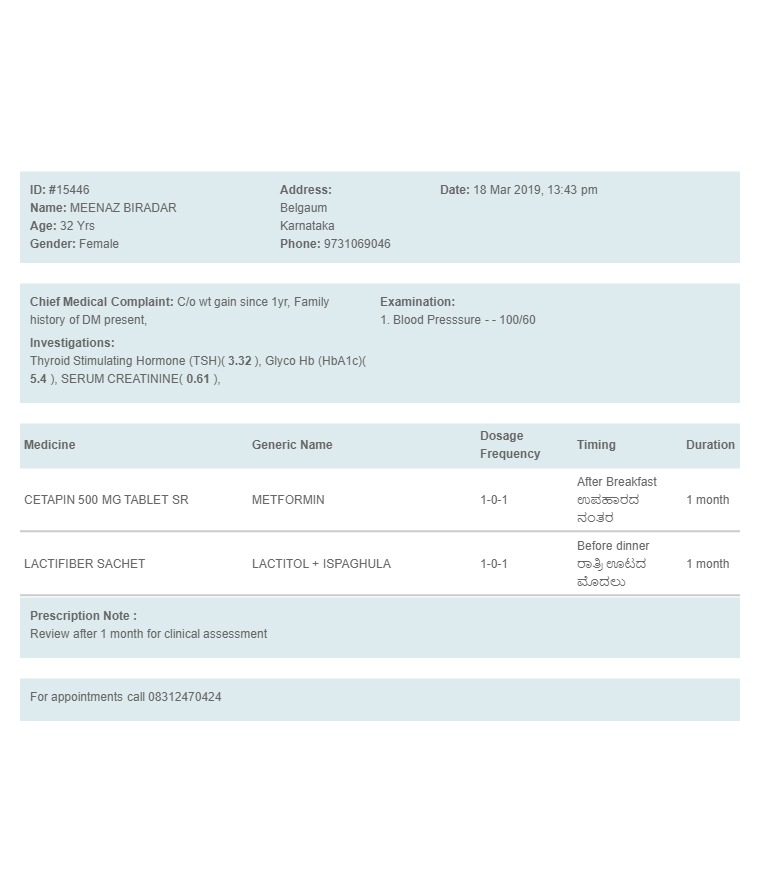 ID: #15446
Name: MEENAZ BIRADAR
Age: 32 Yrs
Gender: Female
Address:
Belgaum
Karnataka
Phone: 9731069046
Date: 18 Mar 2019, 13:43 pm
Chief Medical Complaint: C/o wt gain since 1yr, Family
history of DM present,
Investigations:
Thyroid Stimulating Hormone (TSH)( 3.32 ), Glyco Hb (HbA1c)(
5.4 ), SERUM CREATININE( 0.61 ),
Examination:
1. Blood Presssure - - 100/60
Medicine Generic Name Dosage Frequency Timing Duration
CETAPIN 500 MG TABLET SR METFORMIN 1-0-1 After Breakfast 1 month
ಉಪಹಾರದ
ನಂತರ
LACTIFIBER SACHET LACTITOL + ISPAGHULA 1-0-1 Before dinner 1 month
ರಾತ್ರಿ ಊಟದ
ಮೊದಲು
Prescription Note :
Review after 1 month for clinical assessment
For appointments call 08312470424